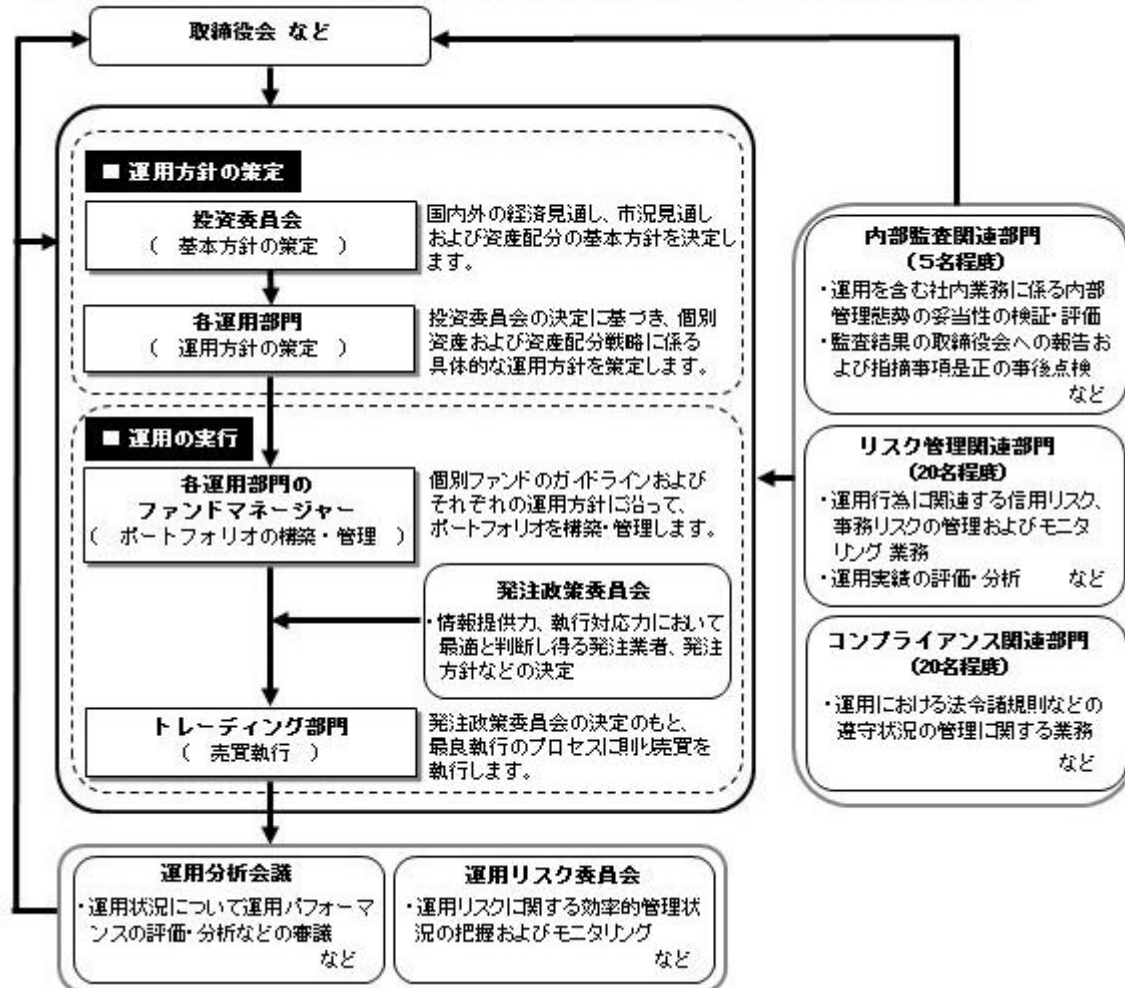 取締役会 など
■ 運用方針の策定
投資委員会
( 基本方針の策定 )
国内外の経済見通し、市況見通し
および資産配分の基本方針を決定し
ます。
各運用部門
( 運用方針の策定 )
投資委員会の決定に基づき、個別
資産および資産配分戦略に係る
具体的な運用方針を策定します。
■ 運用の実行
各運用部門の
ファンドマネージャー
( ポートフォリオの構築・管理 )
個別ファンドのガイドラインおよび
それぞれの運用方針に沿って、
ポートフォリオを構築・管理します。
発注政策委員会
・情報提供力、執行対応力において
最適と判断し得る発注業者、発注
方針などの決定
トレーディング部門
( 売買執行 )
発注政策委員会の決定のもと、
最良執行のプロセスに則り売買を
執行します。
運用分析会議
・運用状況について運用パフォーマ
ンスの評価・分析などの審議
など
運用リスク委員会
・運用リスクに関する効率的管理状
況の把握およびモニタリング
など
内部監査関連部門
(5名程度)
・運用を含む社内業務に係る内部
管理態勢の妥当性の検証・評価
・監査結果の取締役会への報告お
よび指摘事項是正の事後点検
など
リスク管理関連部門
(20名程度)
・運用行為に関連する信用リスク、
事務リスクの管理およびモニタ
リング 業務
・運用実績の評価・分析 など
コンプライアンス関連部門
(20名程度)
・運用における法令諸規則などの
遵守状況の管理に関する業務
など